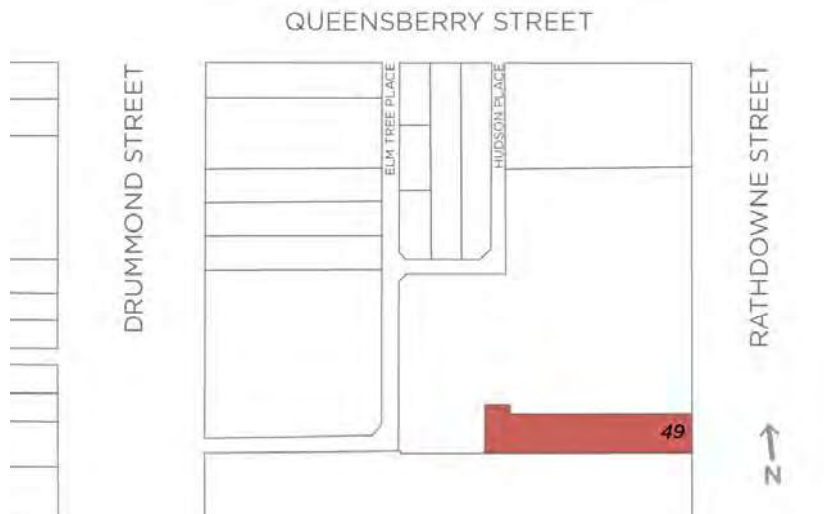 QUEENSBERRY STREET
DRUMMOND STREET
ELM TREE PLACE
HUDSON PLACE
RATHDOWNE STREET
49
N